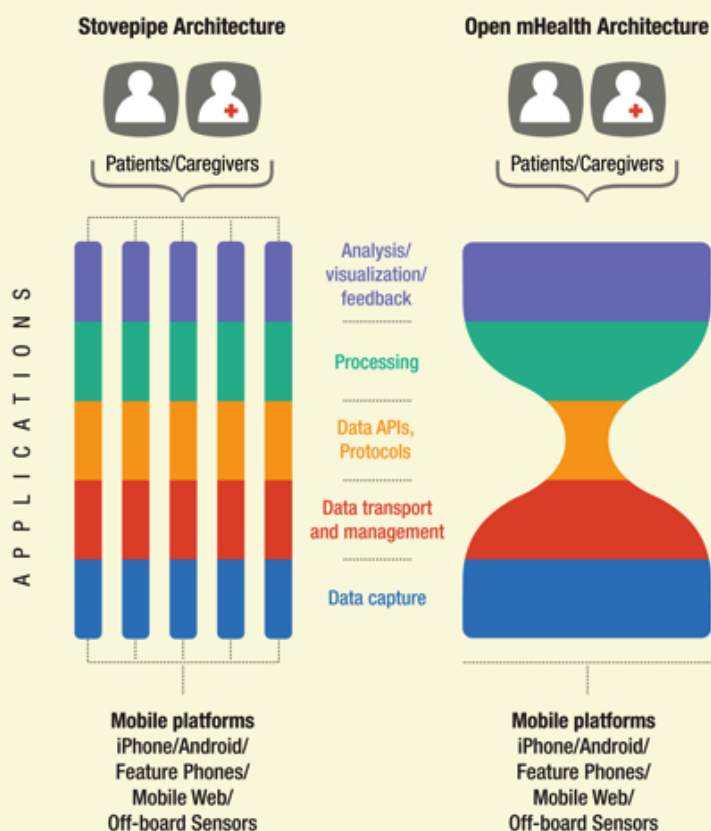 Stovepipe Architecture
Open mHealth Architecture
Patients/Caregivers
Patients/Caregivers
APPLICATIONS
Analysis/
visualization/
feedback
Processing
Data APIs,
Protocols
Data transport
and management
Data capture
Mobile platforms
iPhone/Android/
Feature Phones/
Mobile Web/
Off-board Sensors
Mobile platforms
iPhone/Android/
Feature Phones/
Mobile Web/
Off-board Sensors